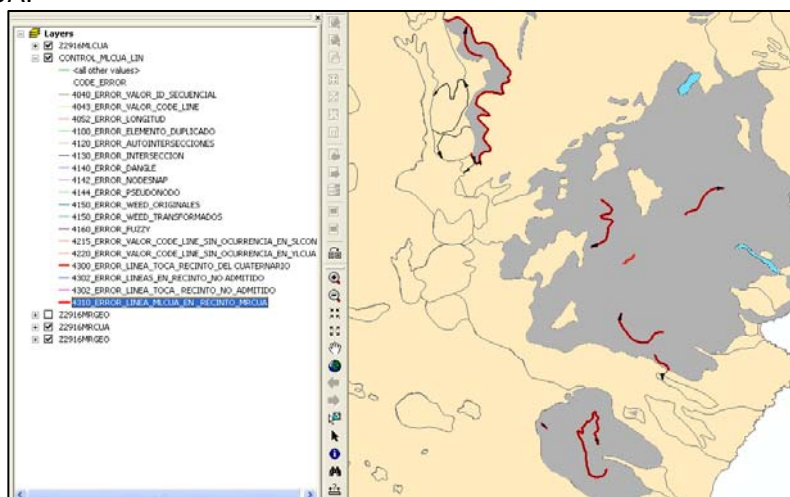 Layers
Z2916MLCUA
CONTROL_MLCUA_LIN
<all other values>
CODE_ERROR
4040_ERROR_VALOR_ID_SECUENCIAL
4043_ERROR_VALOR_CODE_LINE
4052_ERROR_LONGITUD
4100_ERROR_ELEMENTO_DUPLICADO
4120_ERROR_AUTOINTERSECCIONES
4130_ERROR_INTERSECCION
4140_ERROR_DANGLE
4142_ERROR_NODESNAP
4144_ERROR_PSEUDONODO
4150_ERROR_WEED_ORIGINALES
4150_ERROR_WEED_TRANSFORMADOS
4160_ERROR_FUZZY
4215_ERROR_VALOR_CODE_LINE_SIN_OCURRENCIA_EN_SLCON
4220_ERROR_VALOR_CODE_LINE_SIN_OCURRENCIA_EN_YLCUA
4300_ERROR_LINEA_TOCA_RECINTO_DEL_CUATERNARIO
4302_ERROR_LINEAS_EN_RECINTO_NO_ADMITIDO
4302_ERROR_LINEA_TOCA_RECINTO_NO_ADMITIDO
4310_ERROR_LINEA_MLCUA_EN_RECINTO_MRCUA
Z2916MRGEO
Z2916MRCUA
Z2916MRGEO